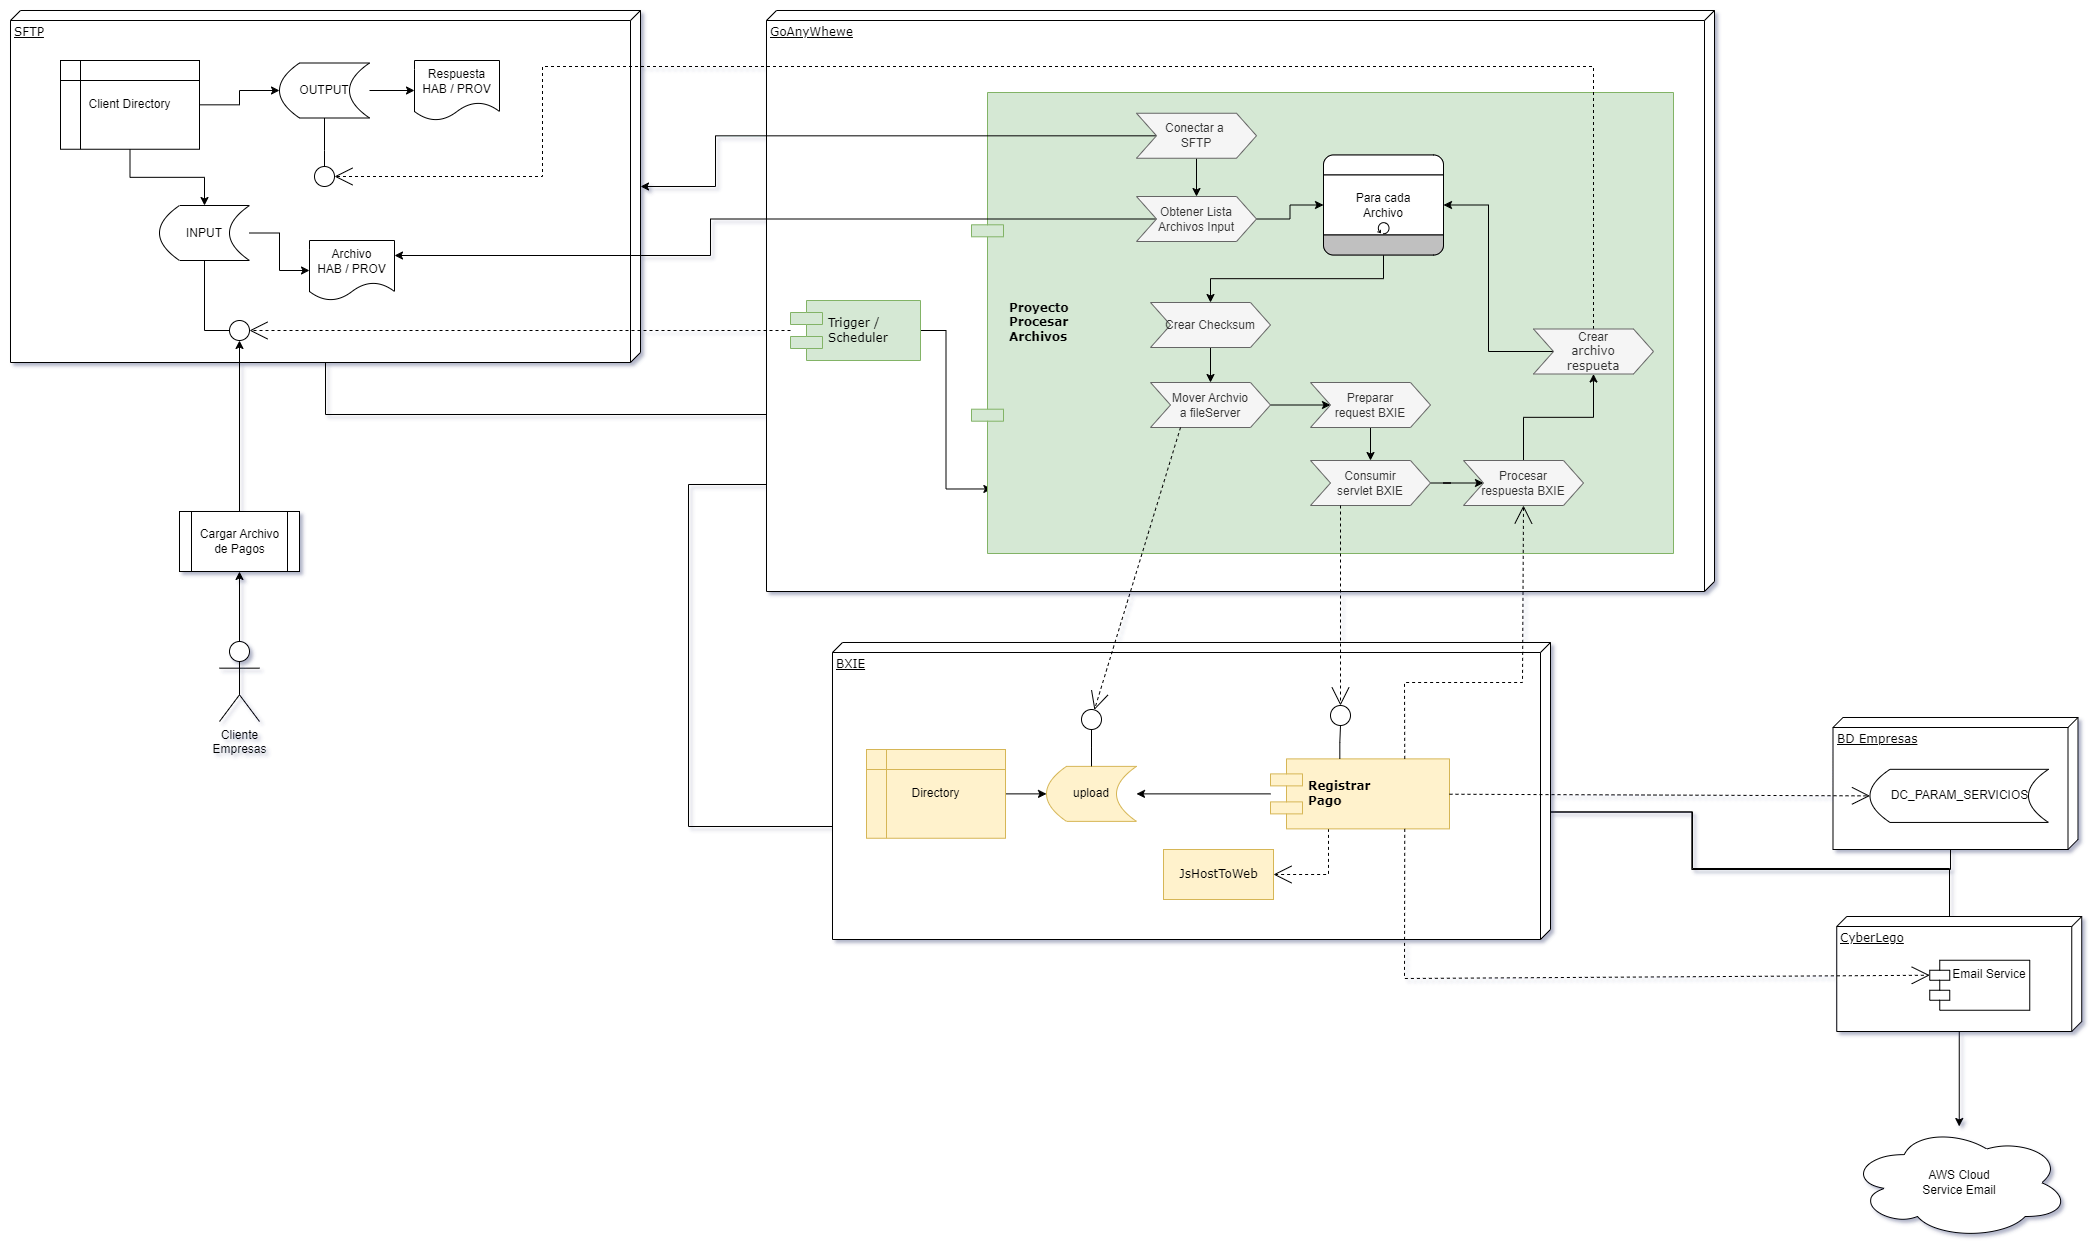 SFTP
Client Directory
OUTPUT
Respuesta
HAB / PROV
INPUT
Archivo
HAB / PROV
GoAnyWhewe
Conectar a
SFTP
Obtener Lista
Archivos Input
Para cada
Archivo
Trigger /
Scheduler
Proyecto
Procesar
Archivos
Crear Checksum
Crear
archivo
respueta
Mover Archvio
a fileServer
Preparar
request BXIE
Consumir
servlet BXIE
Procesar
respuesta BXIE
Cargar Archivo
de Pagos
Cliente
Empresas
BXIE
Directory
upload
Registrar
Pago
JsHostToWeb
BD Empresas
DC_PARAM_SERVICIOS
CyberLego
Email Service
AWS Cloud
Service Email